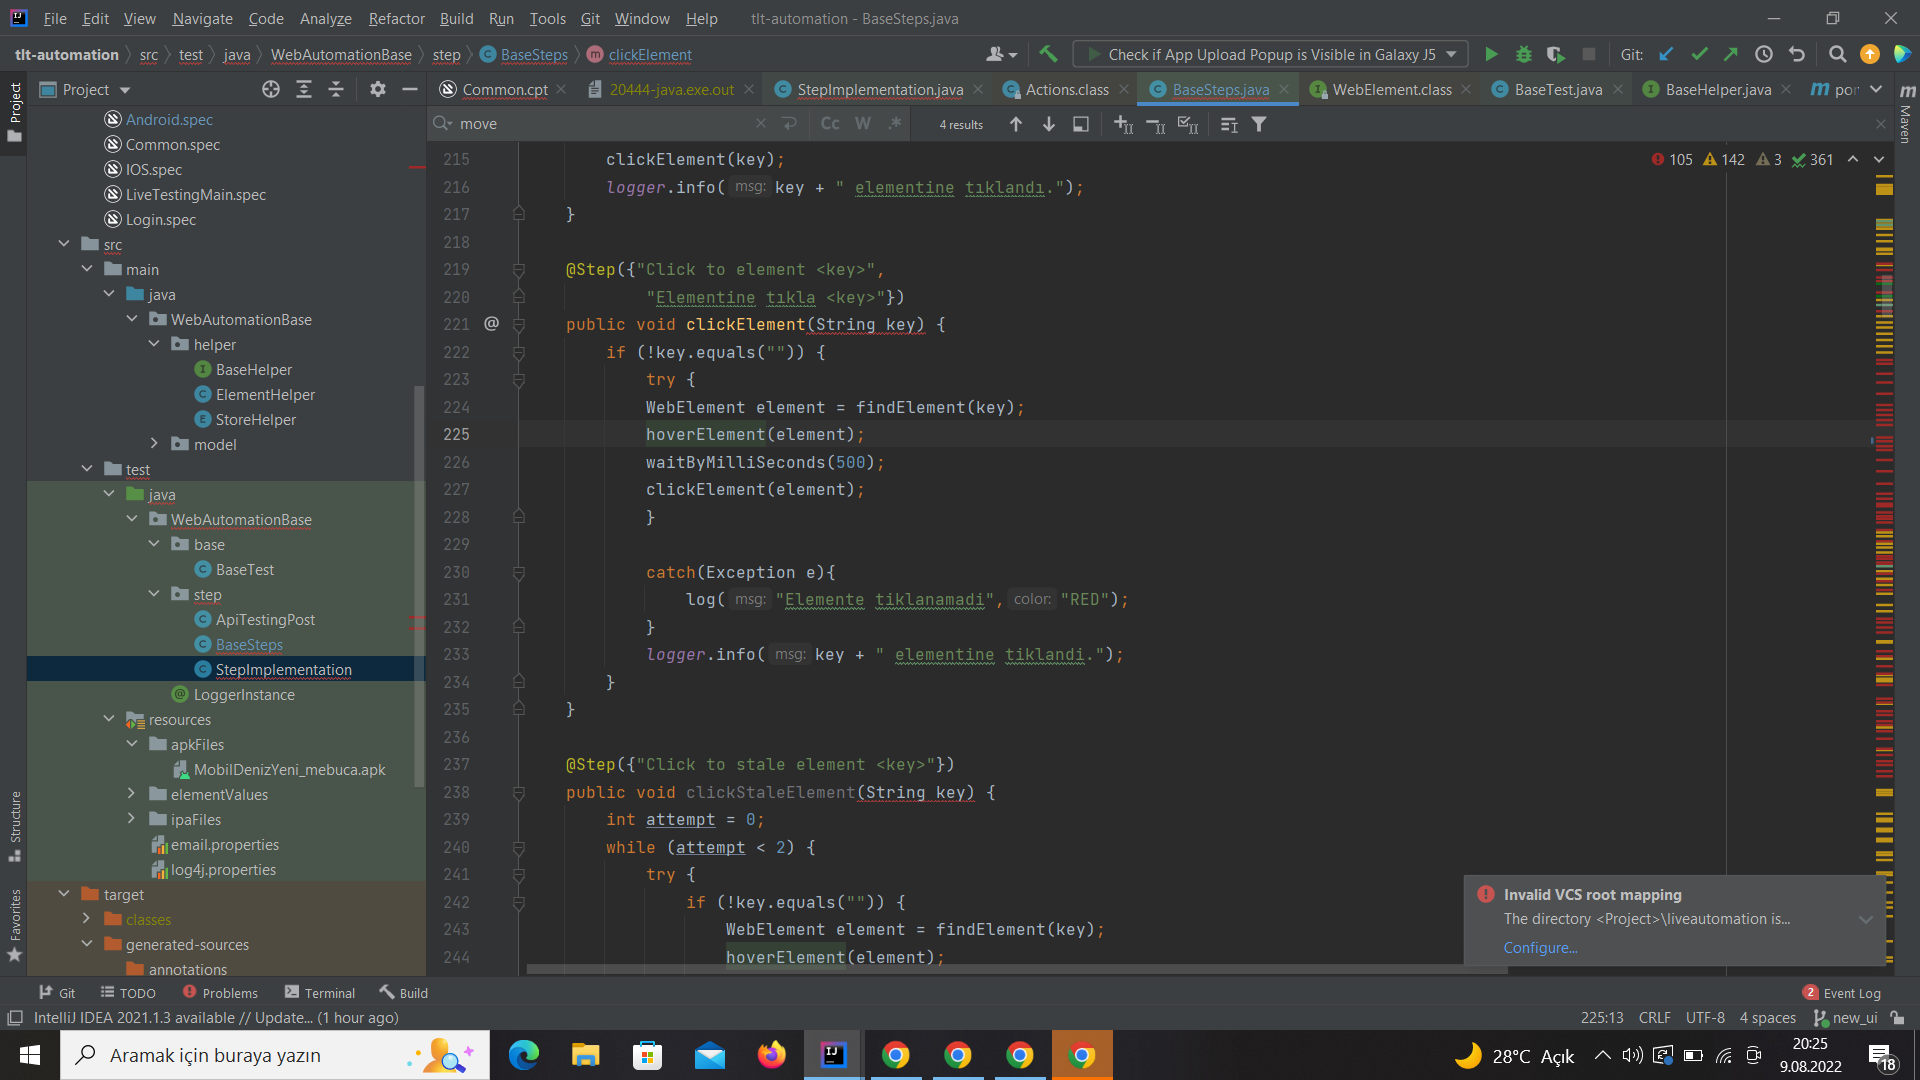 File Edit View Navigate Code Analyze Refactor Build Run Tools Git Window Help tlt-automation - BaseSteps.java
tlt-automation src test java WebAutomationBase step BaseSteps clickElement Check if App Upload Popup is Visible in Galaxy J5 Git:
Project Common.cpt 20444-java.exe.out StepImplementation.java Actions.class BaseSteps.java WebElement.class BaseTest.java BaseHelper.java por
move Cc W .* 4 results
105 142 3 361
Project
Structure
Favorites
Maven
Android.spec
Common.spec
IOS.spec
LiveTestingMain.spec
Login.spec
src
main
java
WebAutomationBase
helper
BaseHelper
ElementHelper
StoreHelper
model
test
java
WebAutomationBase
base
BaseTest
step
ApiTestingPost
BaseSteps
StepImplementation
LoggerInstance
resources
apkFiles
MobilDenizYeni_mebuca.apk
elementValues
ipaFiles
email.properties
log4j.properties
target
classes
generated-sources
annotations
215 clickElement(key);
216 logger.info( msg: key + " elementine tıklandı.");
217 }
218
219 @Step({"Click to element <key>",
220 "Elementine tıkla <key>"})
221 @ public void clickElement(String key) {
222 if (!key.equals("")) {
223 try {
224 WebElement element = findElement(key);
225 hoverElement(element);
226 waitByMilliSeconds(500);
227 clickElement(element);
228 }
229
230 catch(Exception e){
231 log( msg: "Elemente tiklanamadi", color: "RED");
232 }
233 logger.info( msg: key + " elementine tiklandi.");
234 }
235 }
236
237 @Step({"Click to stale element <key>"})
238 public void clickStaleElement(String key) {
239 int attempt = 0;
240 while (attempt < 2) {
241 try {
242 if (!key.equals("")) {
243 WebElement element = findElement(key);
244 hoverElement(element);
Invalid VCS root mapping
The directory <Project>\liveautomation is...
Configure...
Git TODO Problems Terminal Build 2 Event Log
IntelliJ IDEA 2021.1.3 available // Update... (1 hour ago) 225:13 CRLF UTF-8 4 spaces new_ui
Aramak için buraya yazın 28°C Açık 20:25
9.08.2022 18